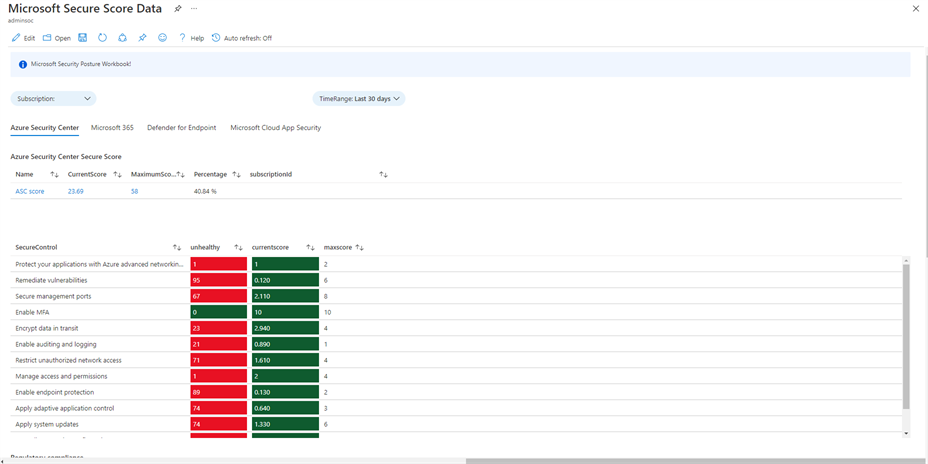 Microsoft Secure Score Data
adminsoc
Edit Open Help Auto refresh: Off
Microsoft Security Posture Workbook!
Subscription: TimeRange: Last 30 days
Azure Security Center Microsoft 365 Defender for Endpoint Microsoft Cloud App Security
Azure Security Center Secure Score
Name CurrentScore MaximumSco... Percentage subscriptionId
ASC score 23.69 58 40.84 %
SecureControl unhealthy currentscore maxscore
Protect your applications with Azure advanced networkin... 1 1 2
Remediate vulnerabilities 95 0.120 6
Secure management ports 67 2.110 8
Enable MFA 0 10 10
Encrypt data in transit 23 2.940 4
Enable auditing and logging 21 0.890 1
Restrict unauthorized network access 71 1.610 4
Manage access and permissions 1 2 4
Enable endpoint protection 89 0.130 2
Apply adaptive application control 74 0.640 3
Apply system updates 74 1.330 6
Regulatory compliance